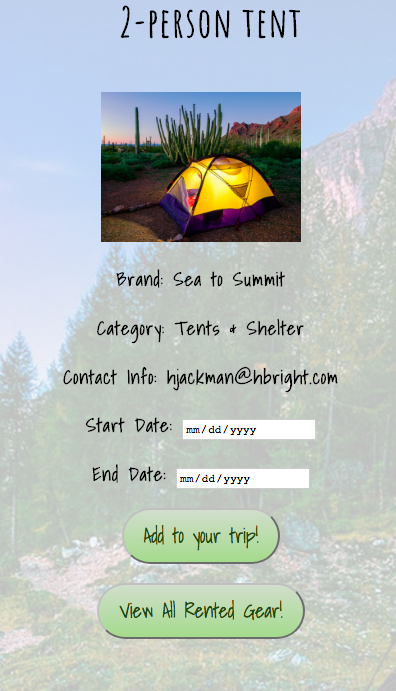 2-person tent
Brand: Sea to Summit
Category: Tents & Shelter
Contact Info: hjackman@hbright.com
Start Date: mm/dd/yyyy
End Date: mm/dd/yyyy
Add to your trip!
View All Rented Gear!